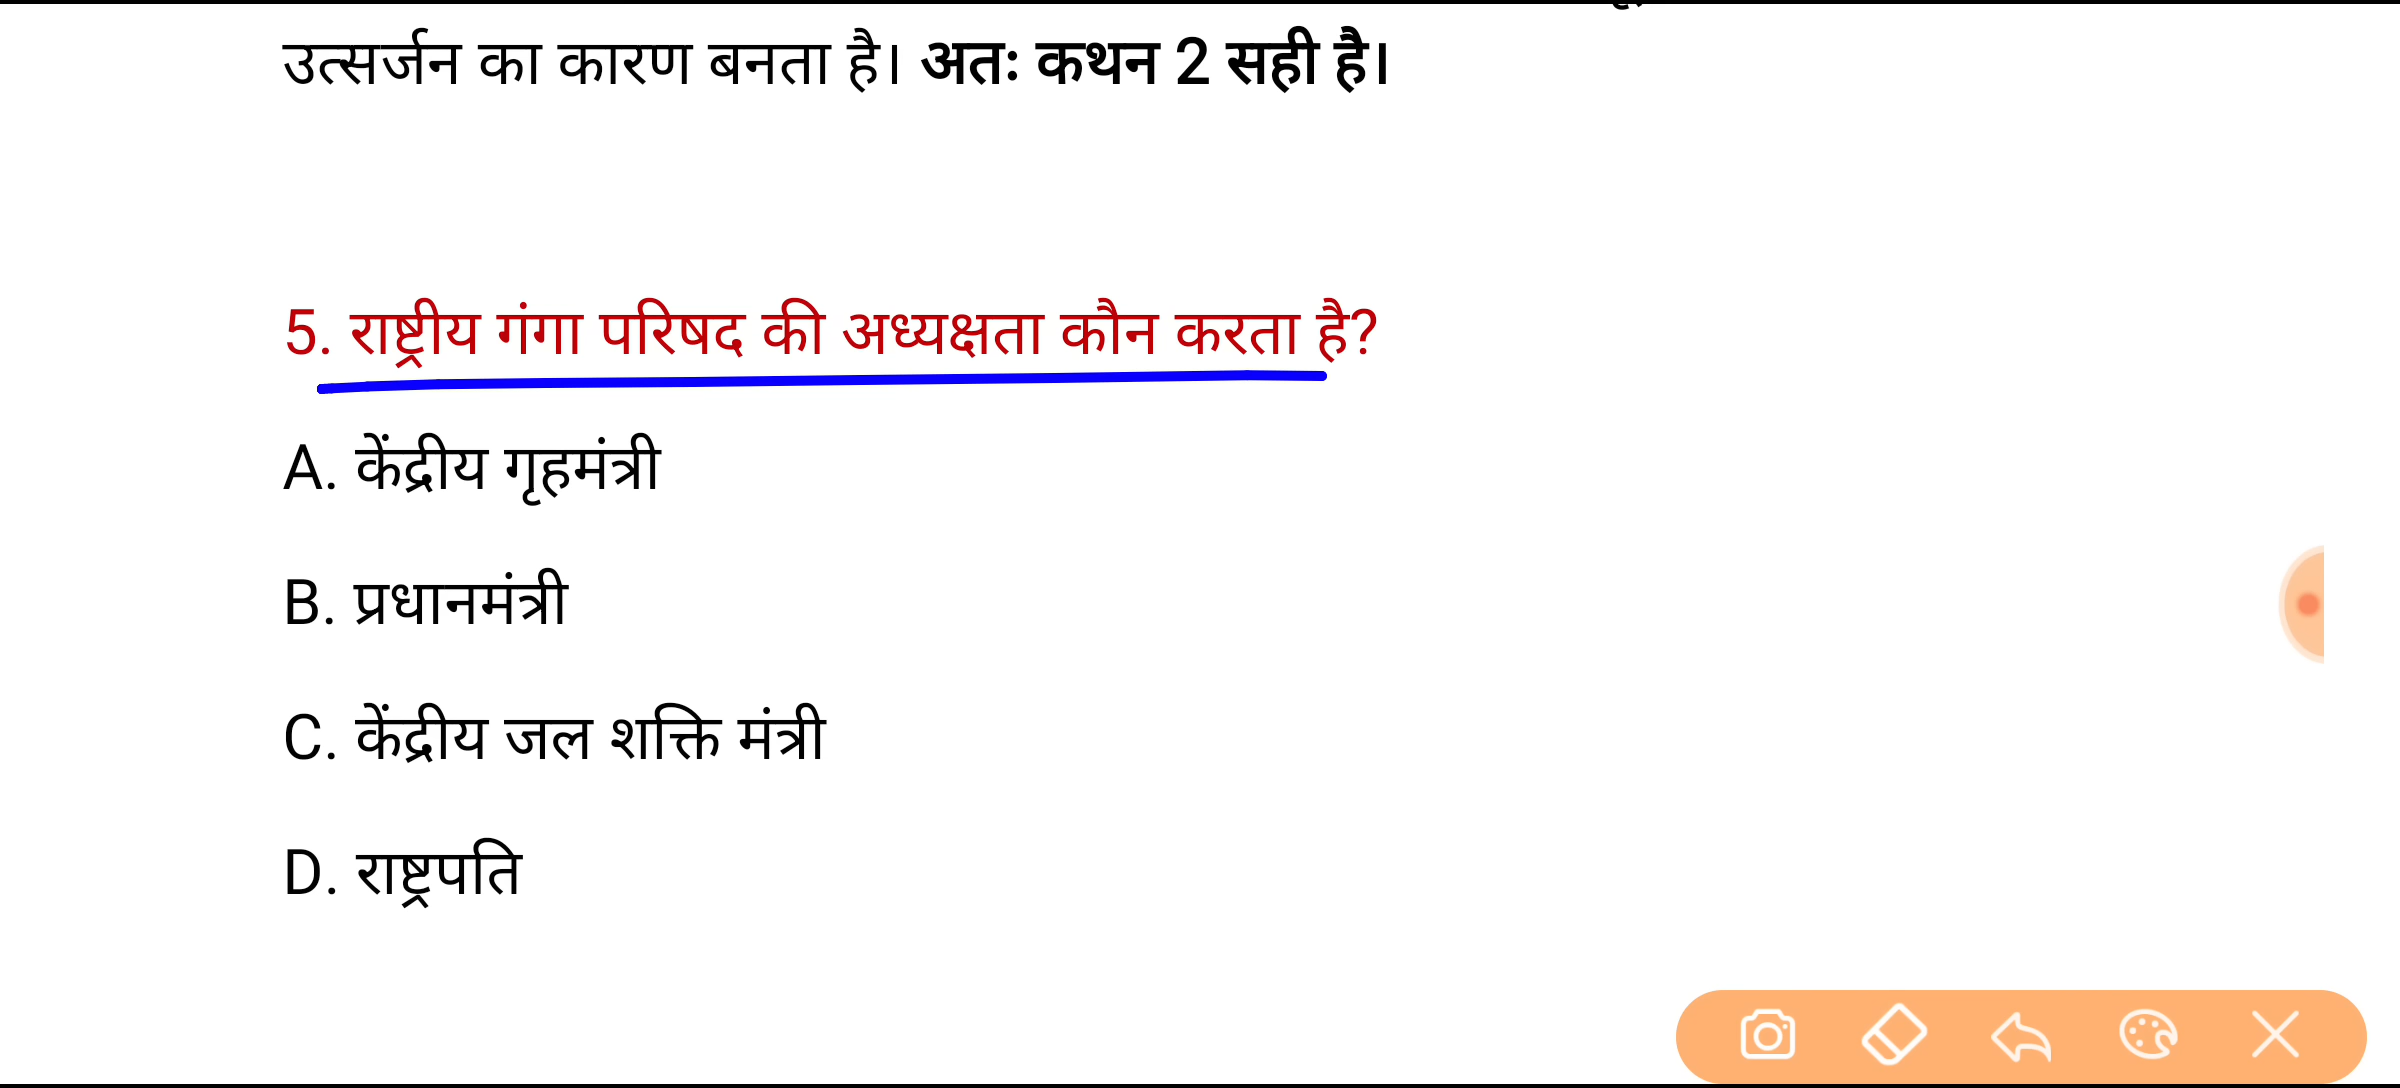 उत्सर्जन का कारण बनता है। अतः कथन 2 सही है।
5. राष्ट्रीय गंगा परिषद की अध्यक्षता कौन करता है?
A. केंद्रीय गृहमंत्री
B. प्रधानमंत्री
C. केंद्रीय जल शक्ति मंत्री
D. राष्ट्रपति